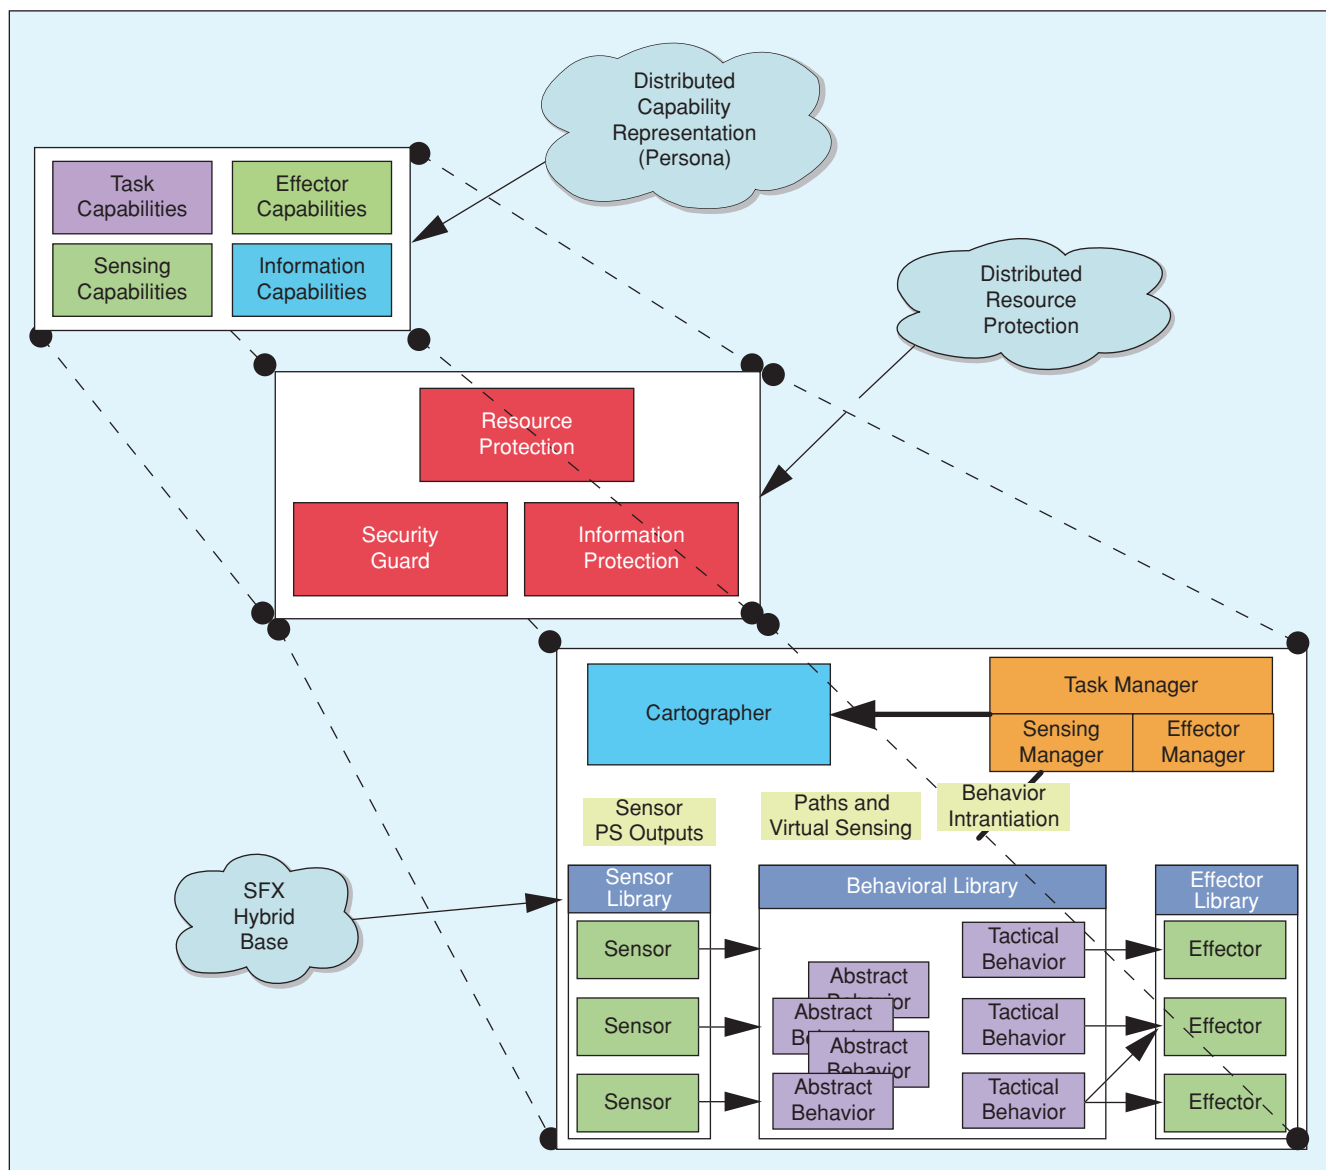 Distributed
Capability
Representation
(Persona)
Task
Capabilities
Effector
Capabilities
Sensing
Capabilities
Information
Capabilities
Distributed
Resource
Protection
Resource
Protection
Security
Guard
Information
Protection
Cartographer
Task Manager
Sensing
Manager
Effector
Manager
Sensor
PS Outputs
Paths and
Virtual Sensing
Behavior
Intrantiation
SFX
Hybrid
Base
Sensor
Library
Behavioral Library
Effector
Library
Sensor
Sensor
Sensor
Abstract
Behavior
Abstract
Behavior
Abstract
Behavior
Abstract
Behavior
Tactical
Behavior
Tactical
Behavior
Tactical
Behavior
Effector
Effector
Effector